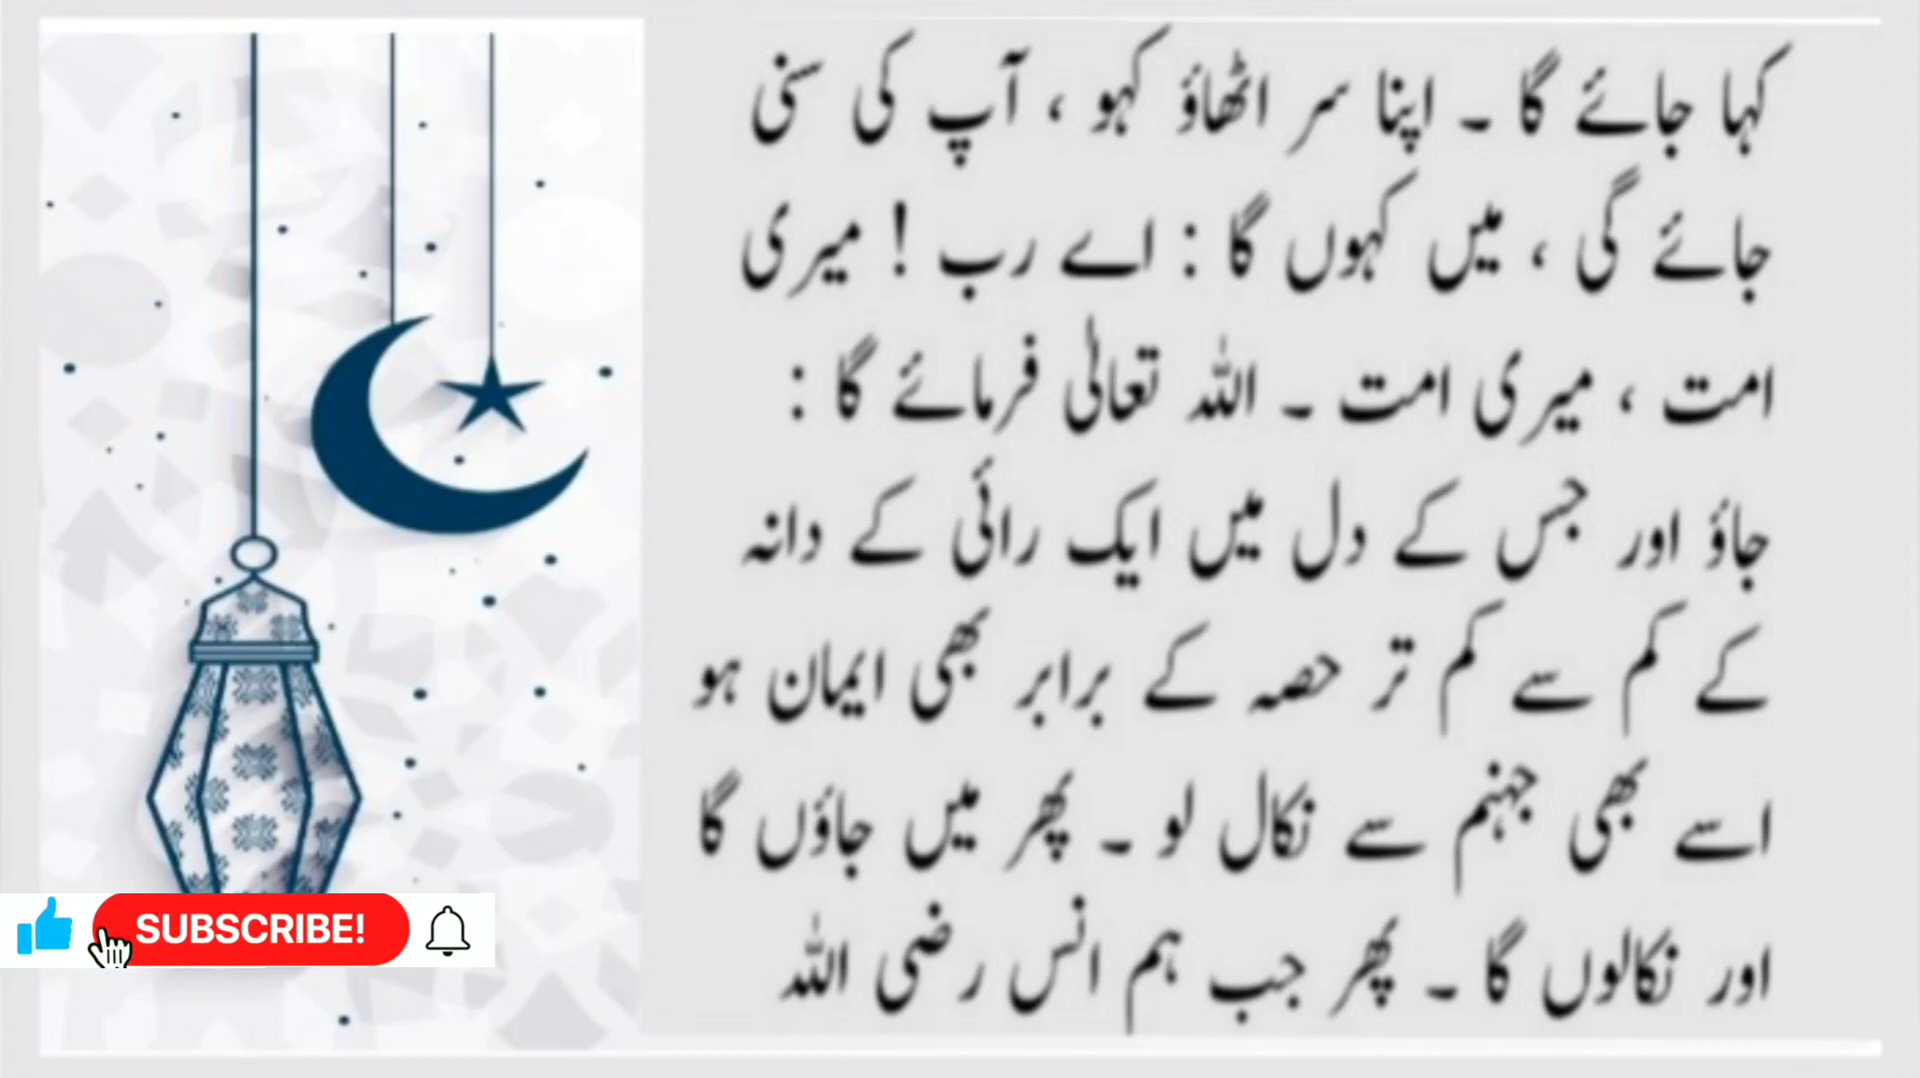 کہا جائے گا ۔ اپنا سر اٹھاؤ کہو ، آپ کی سنی
جائے گی ، میں کہوں گا : اے رب ! میری
امت ، میری امت ۔ اللہ تعالٰی فرمائے گا :
جاؤ اور جس کے دل میں ایک رائی کے دانہ
کے کم سے کم تر حصہ کے برابر بھی ایمان ہو
اسے بھی جہنم سے نکال لو ۔ پھر میں جاؤں گا
اور نکالوں گا ۔ پھر جب ہم انس رضی اللہ
SUBSCRIBE!